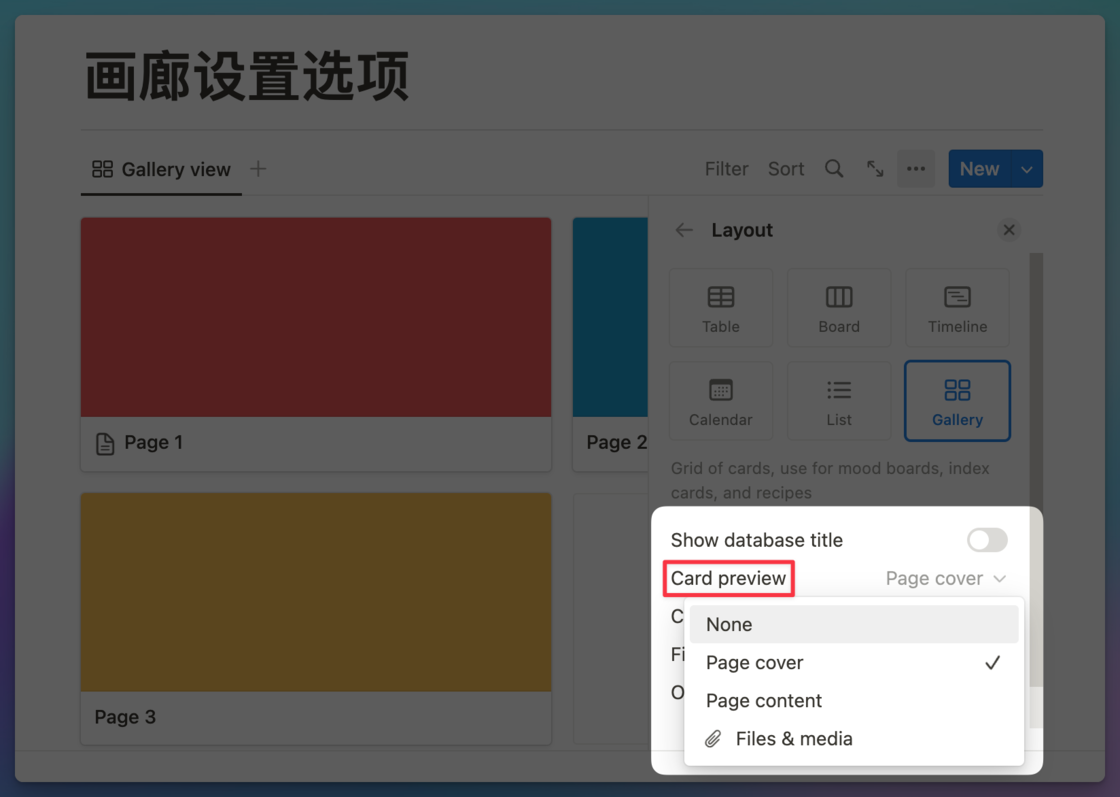 画廊设置选项
Gallery view
Filter Sort New
Layout
Table Board Timeline
Calendar List Gallery
Grid of cards, use for mood boards, index
cards, and recipes
Page 1
Page 2
Page 3
Show database title
Card preview Page cover
C
None
Fi
Page cover
O
Page content
Files & media